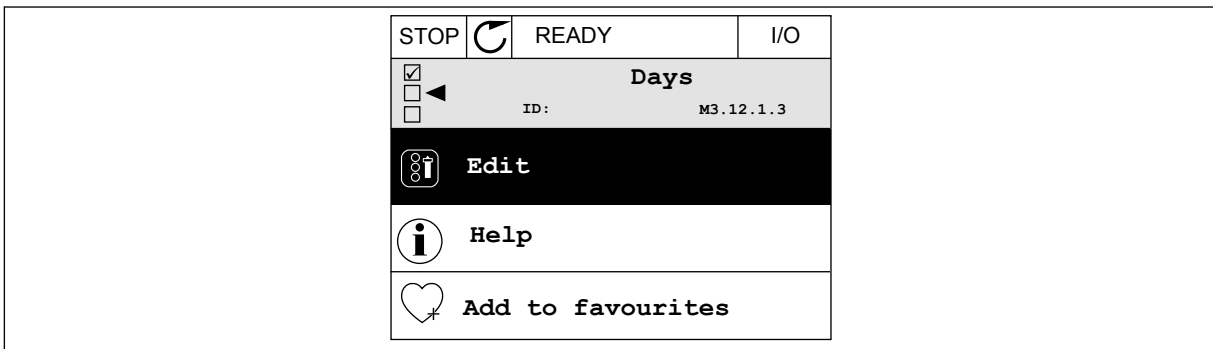 STOP READY I/O
Days
ID: M3.12.1.3
Edit
Help
Add to favourites